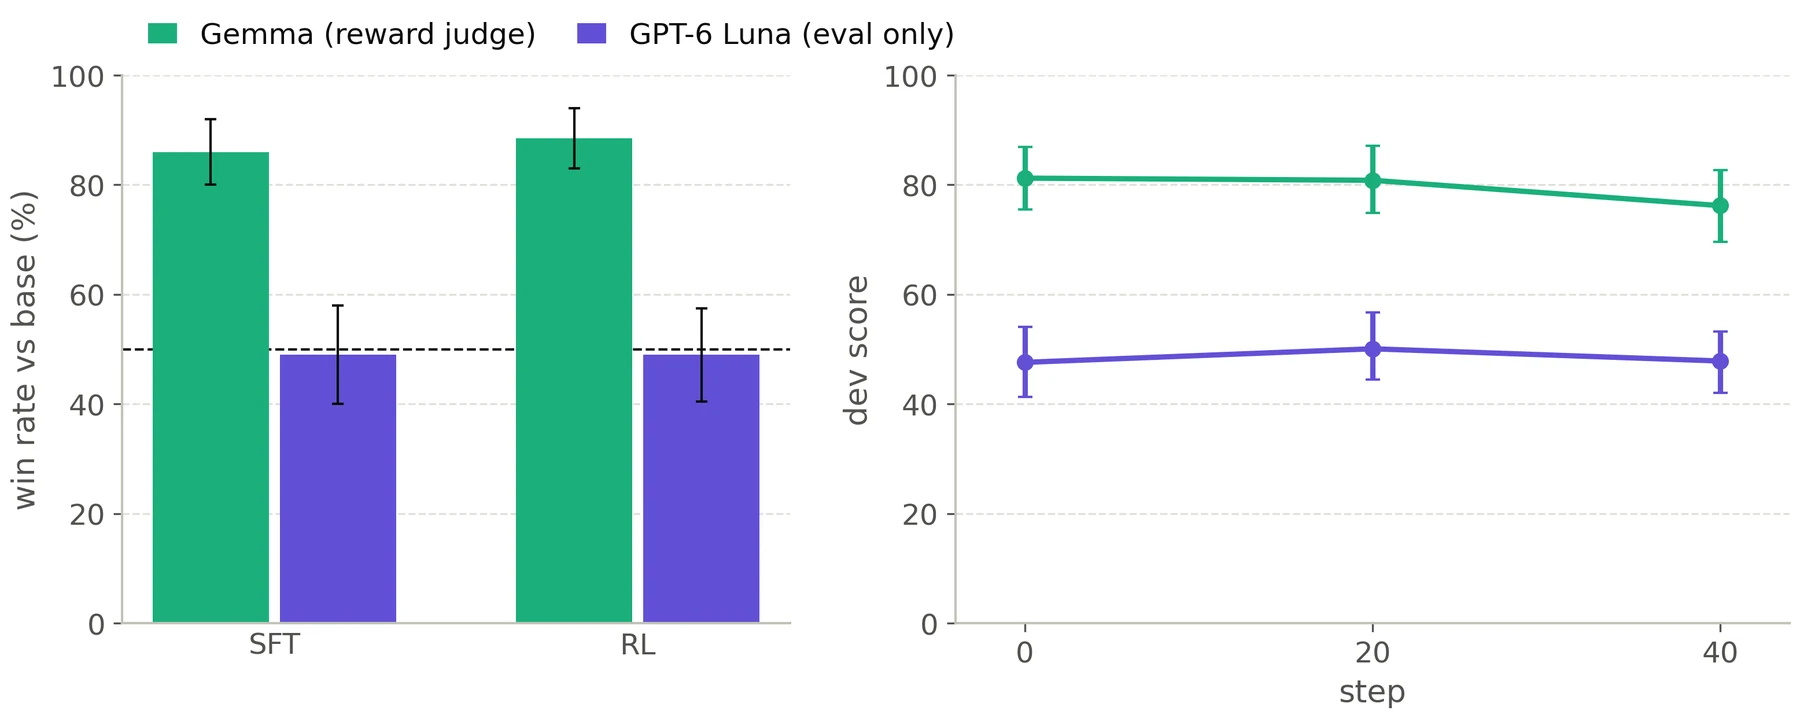 Gemma (reward judge) GPT-6 Luna (eval only)
win rate vs base (%)
100
80
60
40
20
0
SFT RL
dev score
100
80
60
40
20
0
0 20 40
step